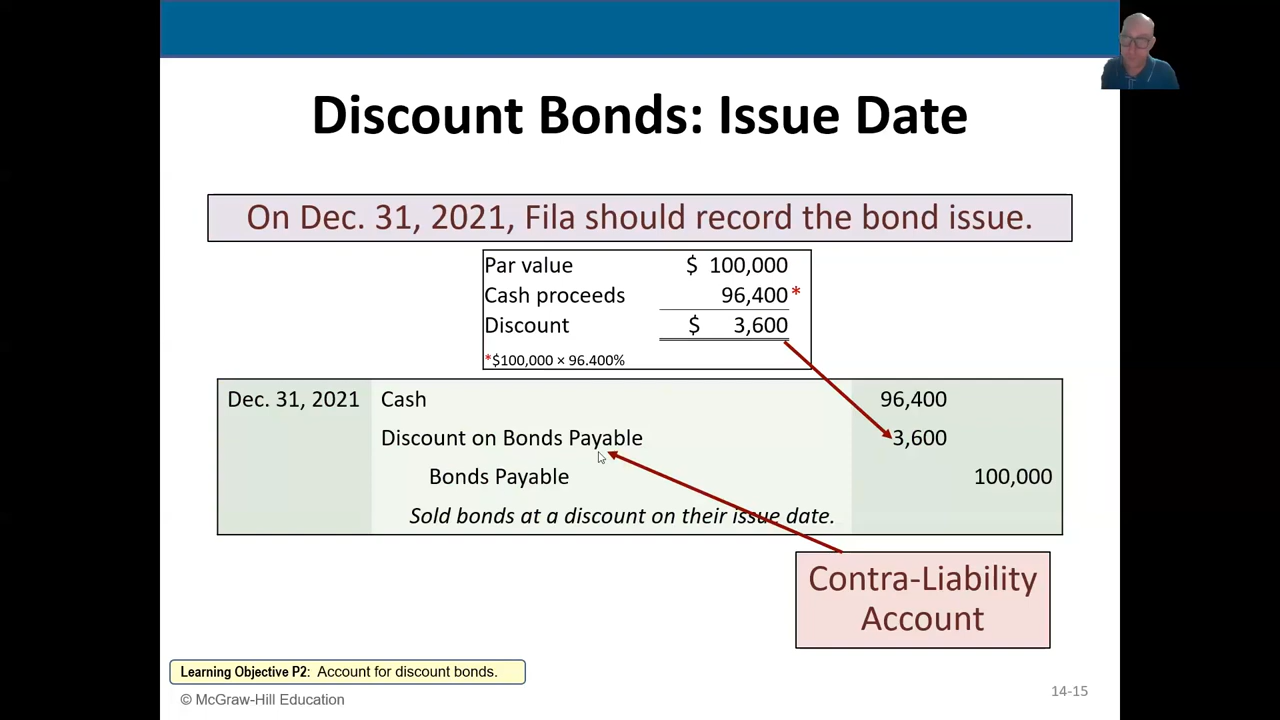 Discount Bonds: Issue Date
On Dec. 31, 2021, Fila should record the bond issue.
Par value $ 100,000
Cash proceeds 96,400*
Discount $ 3,600
*$100,000 × 96.400%
Dec. 31, 2021 Cash 96,400
Discount on Bonds Payable 3,600
Bonds Payable 100,000
Sold bonds at a discount on their issue date.
Contra-Liability
Account
Learning Objective P2: Account for discount bonds.
© McGraw-Hill Education
14-15